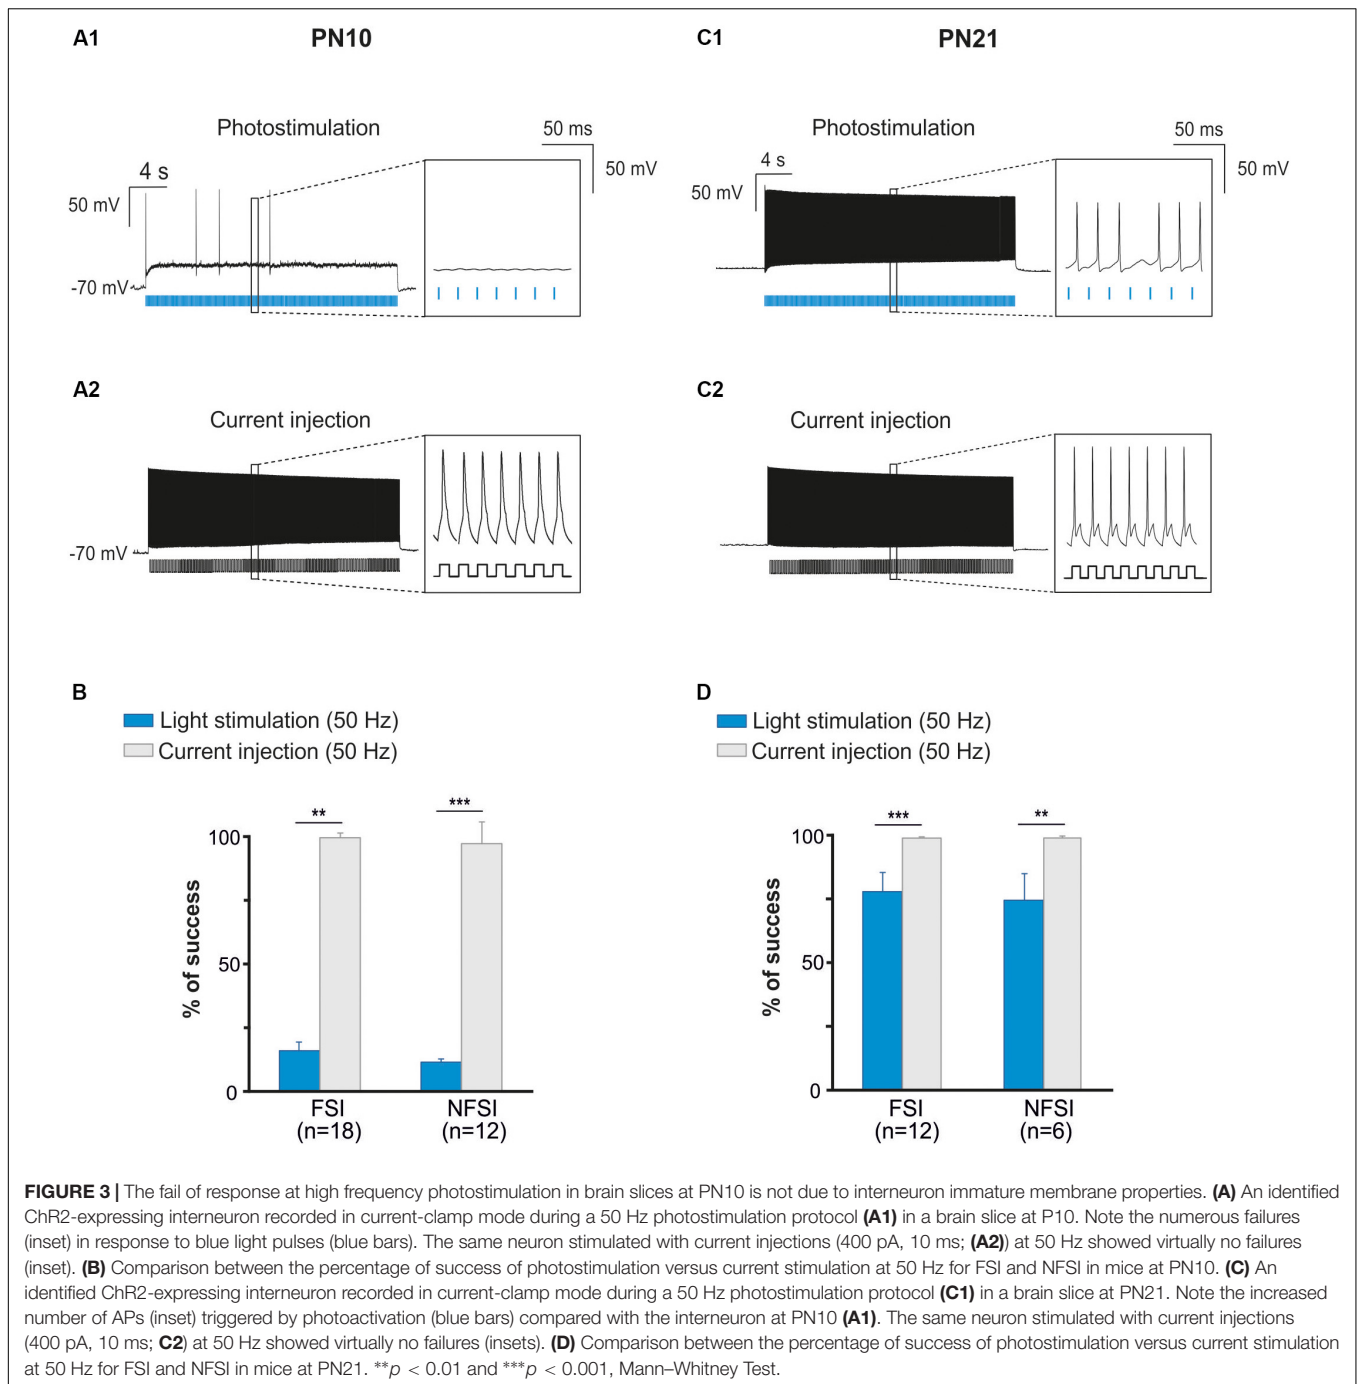 A1
PN10
Photostimulation
50 ms
50 mV
4 s
50 mV
-70 mV
A2
Current injection
-70 mV
B
Light stimulation (50 Hz)
Current injection (50 Hz)
**
***
100
50
0
% of success
FSI
(n=18)
NFSI
(n=12)
C1
PN21
Photostimulation
50 ms
50 mV
4 s
50 mV
C2
Current injection
D
Light stimulation (50 Hz)
Current injection (50 Hz)
***
**
100
50
0
% of success
FSI
(n=12)
NFSI
(n=6)
FIGURE 3 | The fail of response at high frequency photostimulation in brain slices at PN10 is not due to interneuron immature membrane properties. (A) An identified
ChR2-expressing interneuron recorded in current-clamp mode during a 50 Hz photostimulation protocol (A1) in a brain slice at P10. Note the numerous failures
(inset) in response to blue light pulses (blue bars). The same neuron stimulated with current injections (400 pA, 10 ms; (A2)) at 50 Hz showed virtually no failures
(inset). (B) Comparison between the percentage of success of photostimulation versus current stimulation at 50 Hz for FSI and NFSI in mice at PN10. (C) An
identified ChR2-expressing interneuron recorded in current-clamp mode during a 50 Hz photostimulation protocol (C1) in a brain slice at PN21. Note the increased
number of APs (inset) triggered by photoactivation (blue bars) compared with the interneuron at PN10 (A1). The same neuron stimulated with current injections
(400 pA, 10 ms; C2) at 50 Hz showed virtually no failures (insets). (D) Comparison between the percentage of success of photostimulation versus current stimulation
at 50 Hz for FSI and NFSI in mice at PN21. **p < 0.01 and ***p < 0.001, Mann–Whitney Test.